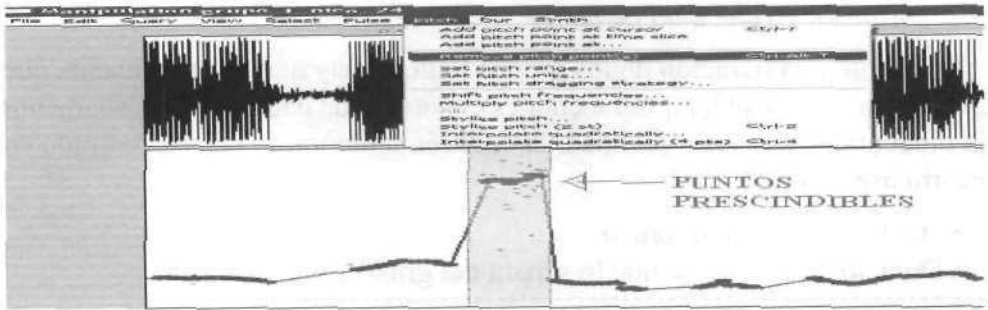 Manipulation grupo 1 nteo 24
File Edit Query View Select Pulse Pitch Dur Synth
Add pitch point at cursor Ctrl-T
Add pitch point at time slice
Add pitch point at...
Remove pitch point(s) Ctrl-Alt-T
Set pitch range...
Set pitch units...
Set pitch dragging strategy...
Shift pitch frequencies...
Multiply pitch frequencies...
Stylise pitch...
Stylise pitch (2 st) Ctrl-2
Interpolate quadratically...
Interpolate quadratically (4 pts) Ctrl-4
PUNTOS
PRESCINDIBLES